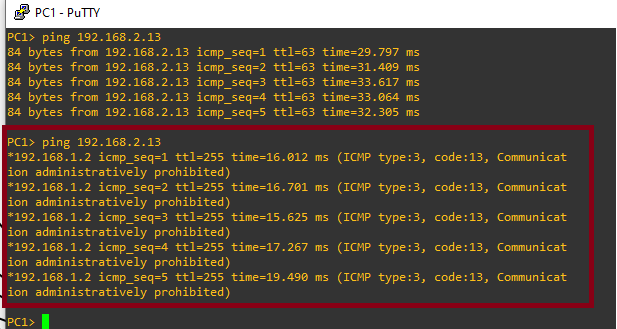 PC1 - PuTTY
PC1> ping 192.168.2.13
84 bytes from 192.168.2.13 icmp_seq=1 ttl=63 time=29.797 ms
84 bytes from 192.168.2.13 icmp_seq=2 ttl=63 time=31.409 ms
84 bytes from 192.168.2.13 icmp_seq=3 ttl=63 time=33.617 ms
84 bytes from 192.168.2.13 icmp_seq=4 ttl=63 time=33.064 ms
84 bytes from 192.168.2.13 icmp_seq=5 ttl=63 time=32.305 ms
PC1> ping 192.168.2.13
*192.168.1.2 icmp_seq=1 ttl=255 time=16.012 ms (ICMP type:3, code:13, Communicat
ion administratively prohibited)
*192.168.1.2 icmp_seq=2 ttl=255 time=16.701 ms (ICMP type:3, code:13, Communicat
ion administratively prohibited)
*192.168.1.2 icmp_seq=3 ttl=255 time=15.625 ms (ICMP type:3, code:13, Communicat
ion administratively prohibited)
*192.168.1.2 icmp_seq=4 ttl=255 time=17.267 ms (ICMP type:3, code:13, Communicat
ion administratively prohibited)
*192.168.1.2 icmp_seq=5 ttl=255 time=19.490 ms (ICMP type:3, code:13, Communicat
ion administratively prohibited)
PC1>